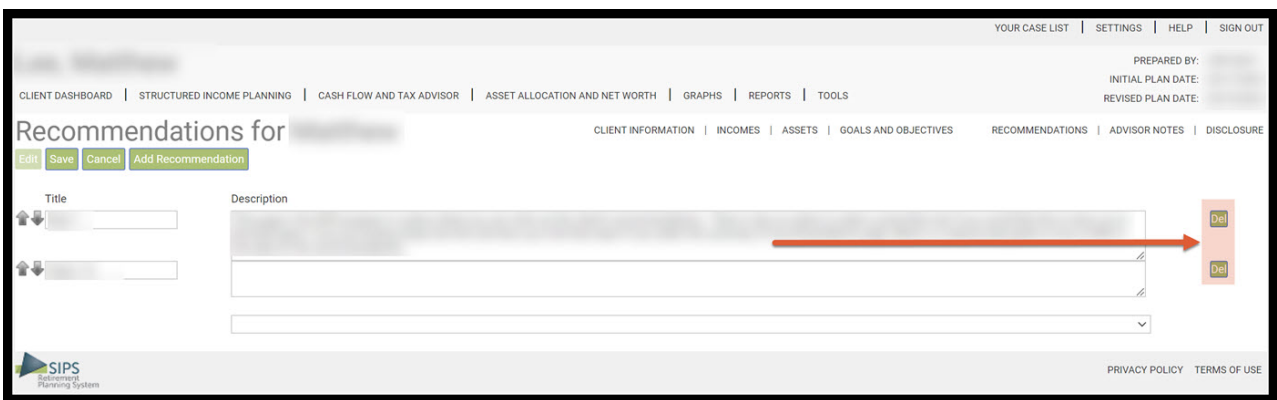 YOUR CASE LIST | SETTINGS | HELP | SIGN OUT
PREPARED BY:
INITIAL PLAN DATE:
REVISED PLAN DATE:
CLIENT DASHBOARD | STRUCTURED INCOME PLANNING | CASH FLOW AND TAX ADVISOR | ASSET ALLOCATION AND NET WORTH | GRAPHS | REPORTS | TOOLS
Recommendations for
CLIENT INFORMATION | INCOMES | ASSETS | GOALS AND OBJECTIVES
RECOMMENDATIONS | ADVISOR NOTES | DISCLOSURE
Edit Save Cancel Add Recommendation
Title Description
Del
Del
SIPS
Retirement
Planning System
PRIVACY POLICY TERMS OF USE